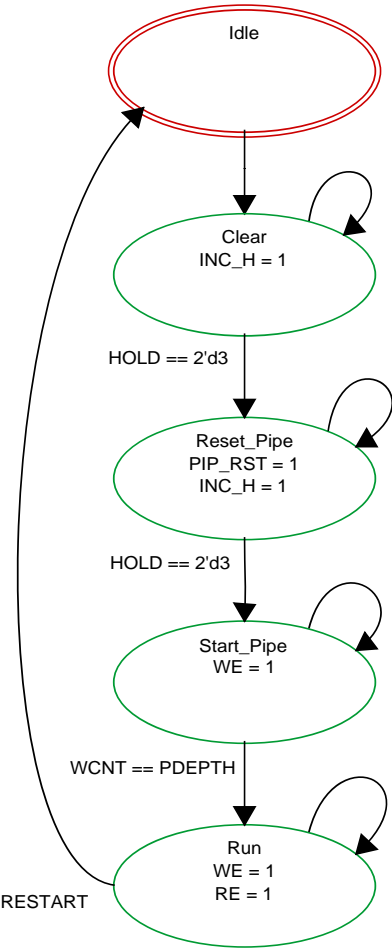 Idle
Clear
INC_H = 1
HOLD == 2'd3
Reset_Pipe
PIP_RST = 1
INC_H = 1
HOLD == 2'd3
Start_Pipe
WE = 1
WCNT == PDEPTH
Run
WE = 1
RE = 1
RESTART